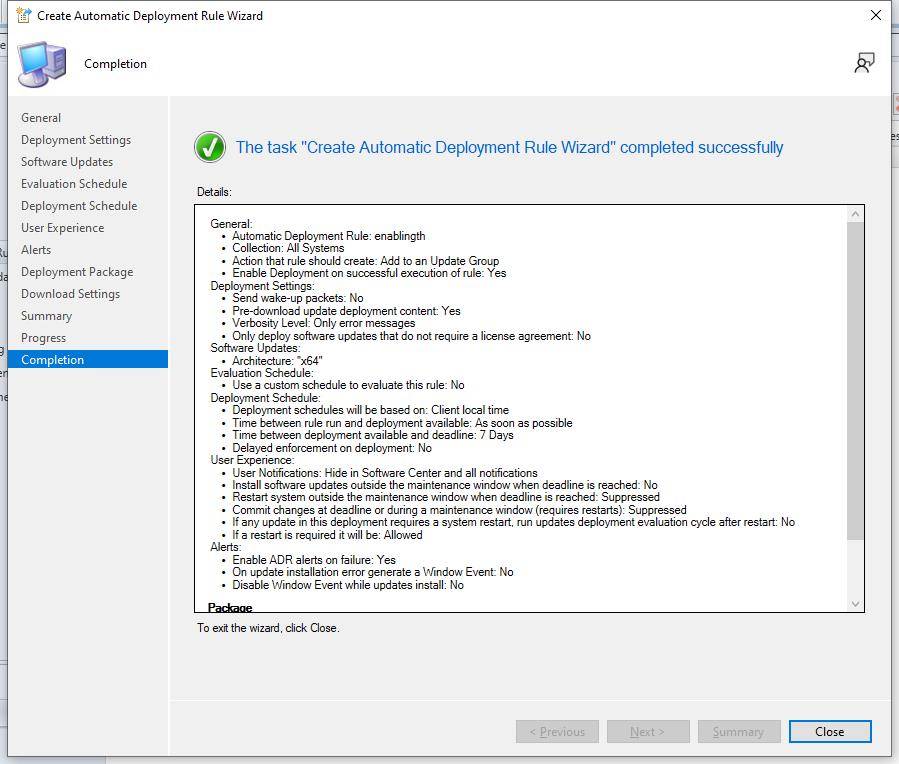 Create Automatic Deployment Rule Wizard
Completion
General
Deployment Settings
Software Updates
Evaluation Schedule
Deployment Schedule
User Experience
Alerts
Deployment Package
Download Settings
Summary
Progress
Completion
The task "Create Automatic Deployment Rule Wizard" completed successfully
Details:
General:
• Automatic Deployment Rule: enablingth
• Collection: All Systems
• Action that rule should create: Add to an Update Group
• Enable Deployment on successful execution of rule: Yes
Deployment Settings:
• Send wake-up packets: No
• Pre-download update deployment content: Yes
• Verbosity Level: Only error messages
• Only deploy software updates that do not require a license agreement: No
Software Updates:
• Architecture: "x64"
Evaluation Schedule:
• Use a custom schedule to evaluate this rule: No
Deployment Schedule:
• Deployment schedules will be based on: Client local time
• Time between rule run and deployment available: As soon as possible
• Time between deployment available and deadline: 7 Days
• Delayed enforcement on deployment: No
User Experience:
• User Notifications: Hide in Software Center and all notifications
• Install software updates outside the maintenance window when deadline is reached: No
• Restart system outside the maintenance window when deadline is reached: Suppressed
• Commit changes at deadline or during a maintenance window (requires restarts): Suppressed
• If any update in this deployment requires a system restart, run updates deployment evaluation cycle after restart: No
• If a restart is required it will be: Allowed
Alerts:
• Enable ADR alerts on failure: Yes
• On update installation error generate a Window Event: No
• Disable Window Event while updates install: No
Package
To exit the wizard, click Close.
< Previous
Next >
Summary
Close